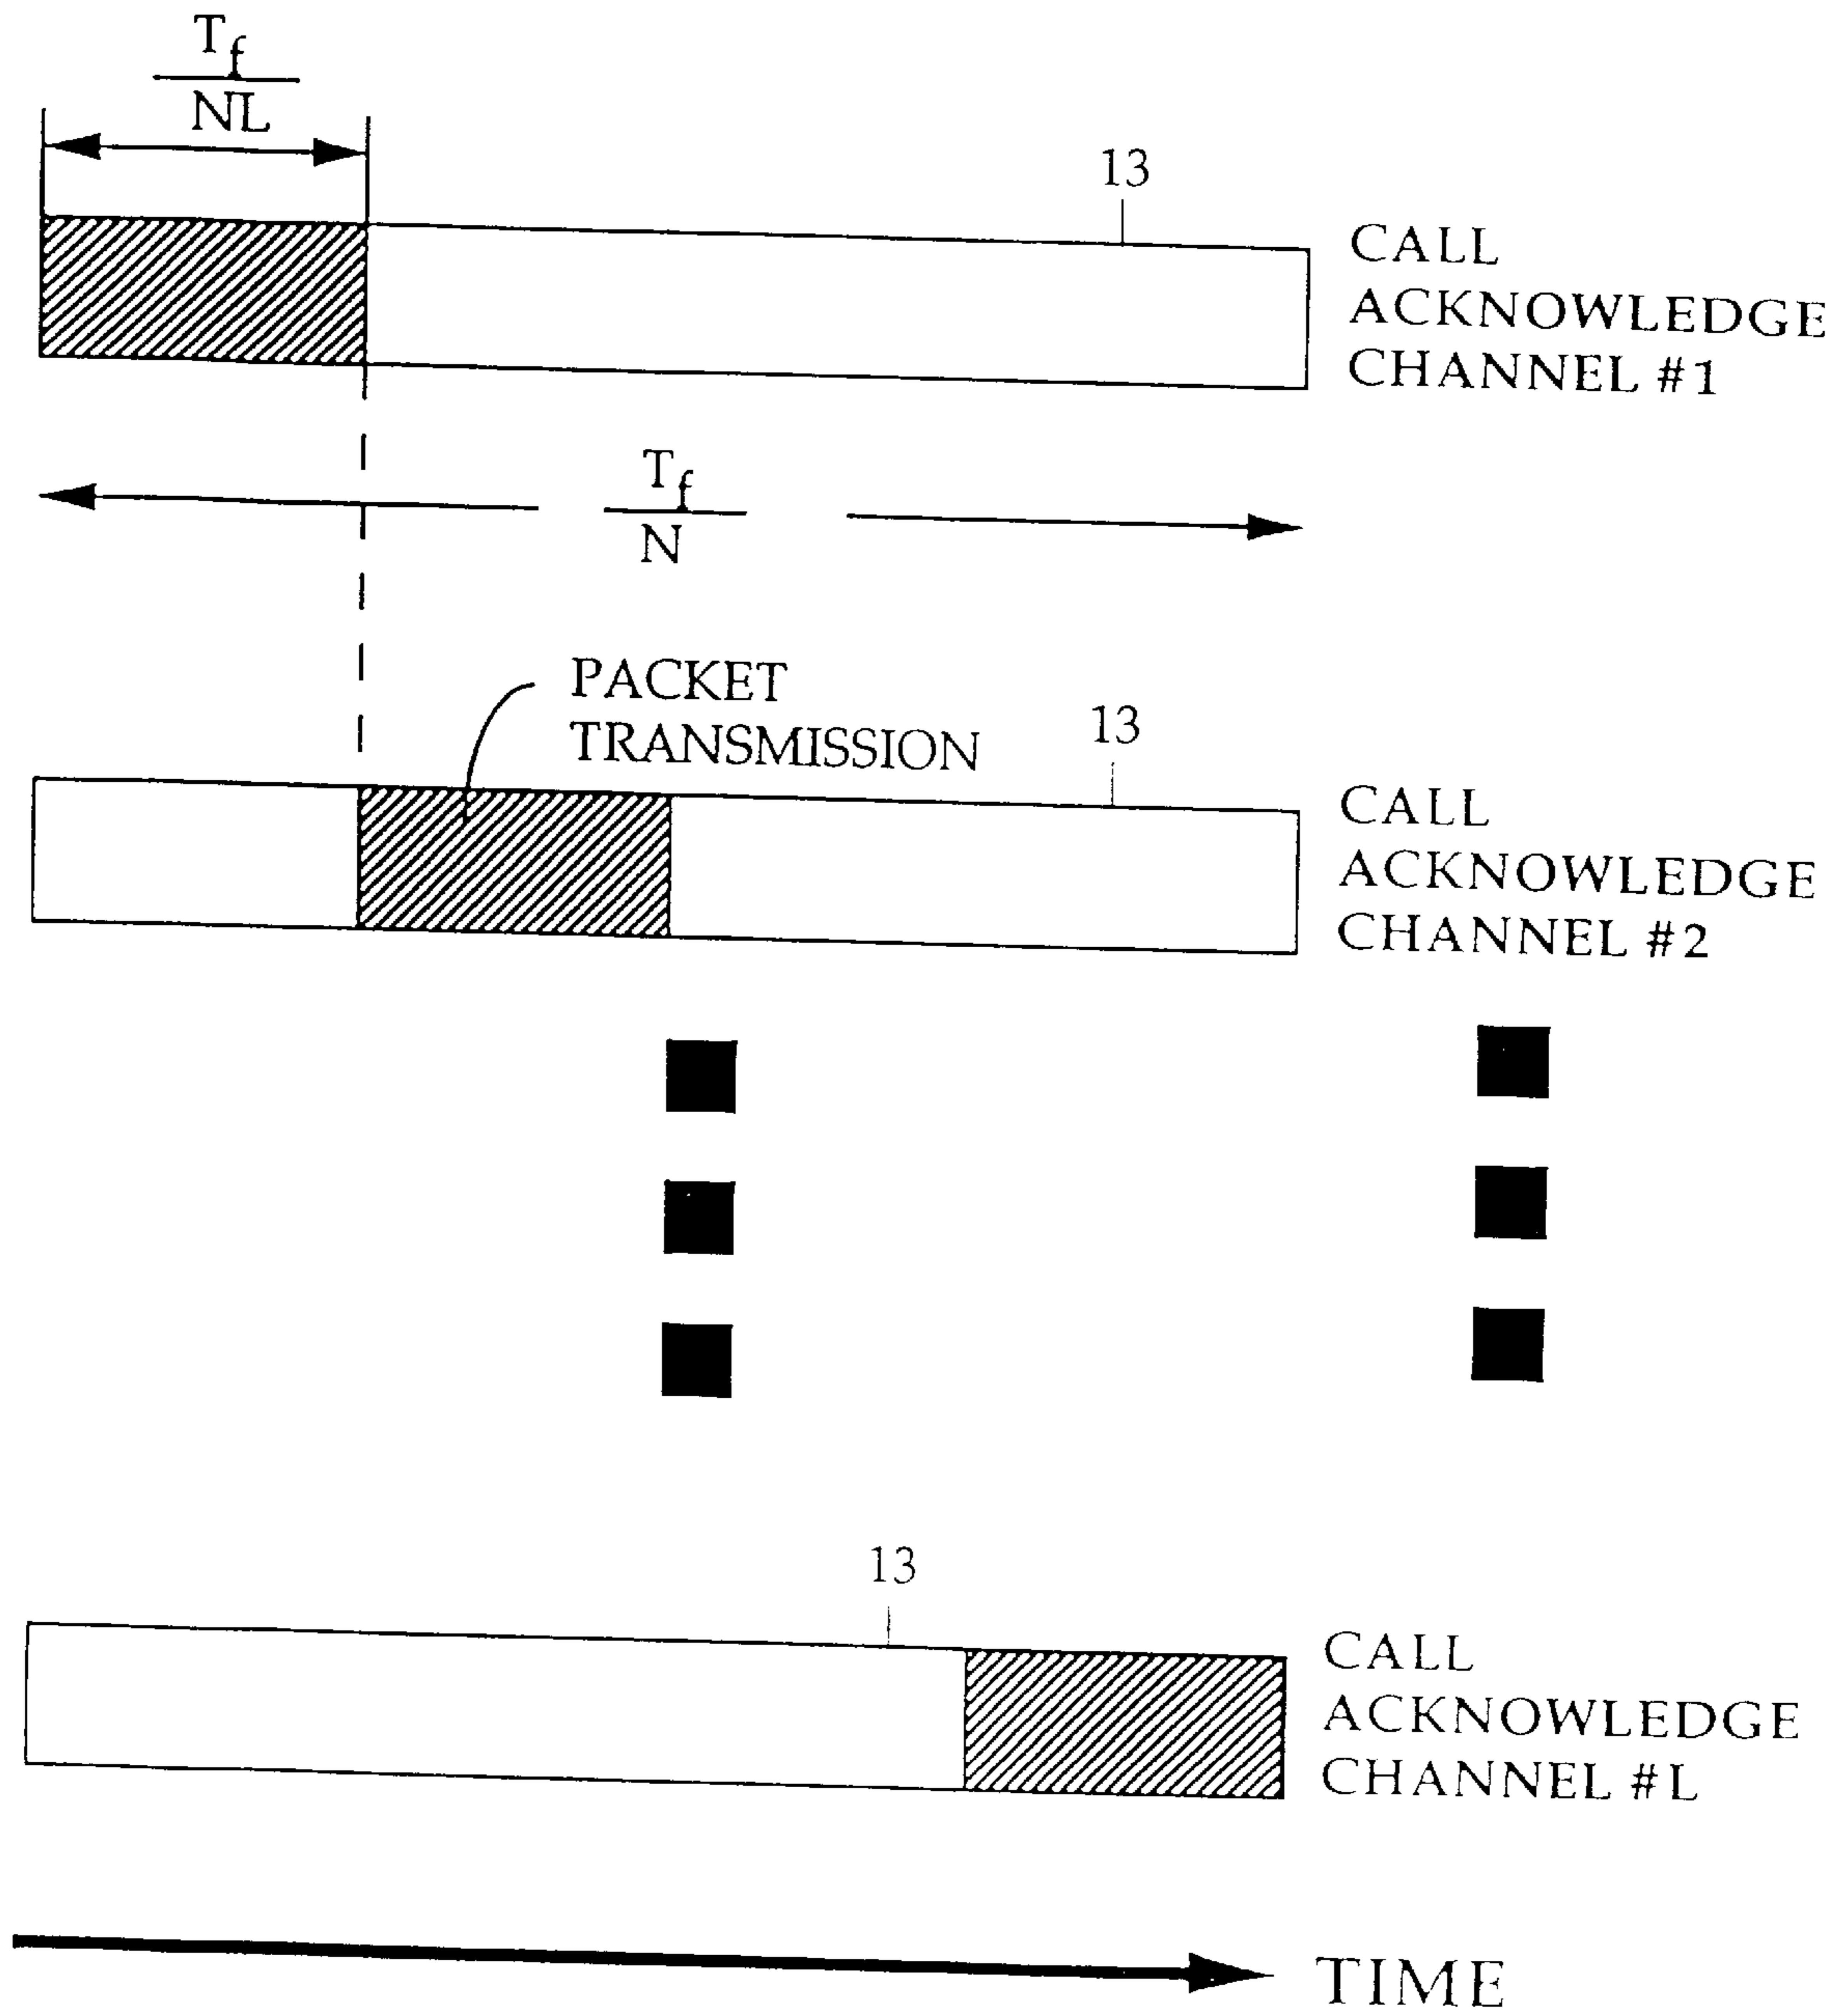 Tf
NL
13
CALL
ACKNOWLEDGE
CHANNEL #1
Tf
N
PACKET
TRANSMISSION
13
CALL
ACKNOWLEDGE
CHANNEL #2
13
CALL
ACKNOWLEDGE
CHANNEL #L
TIME